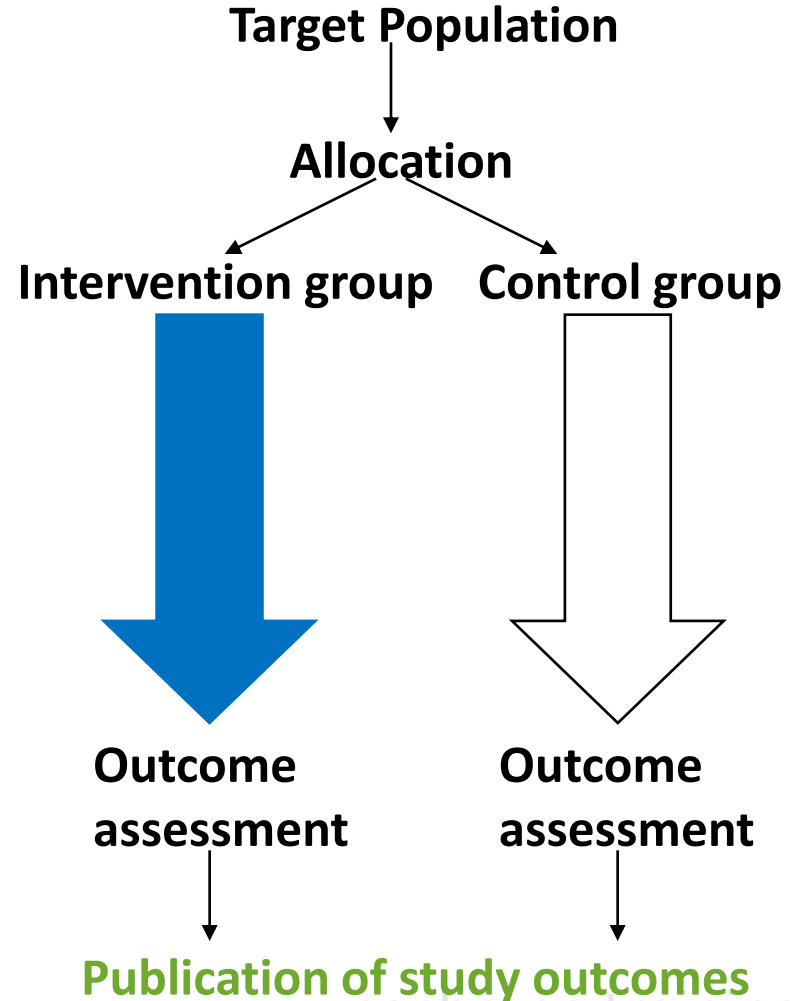 Target Population
Allocation
Intervention group
Control group
Outcome
assessment
Outcome
assessment
Publication of study outcomes